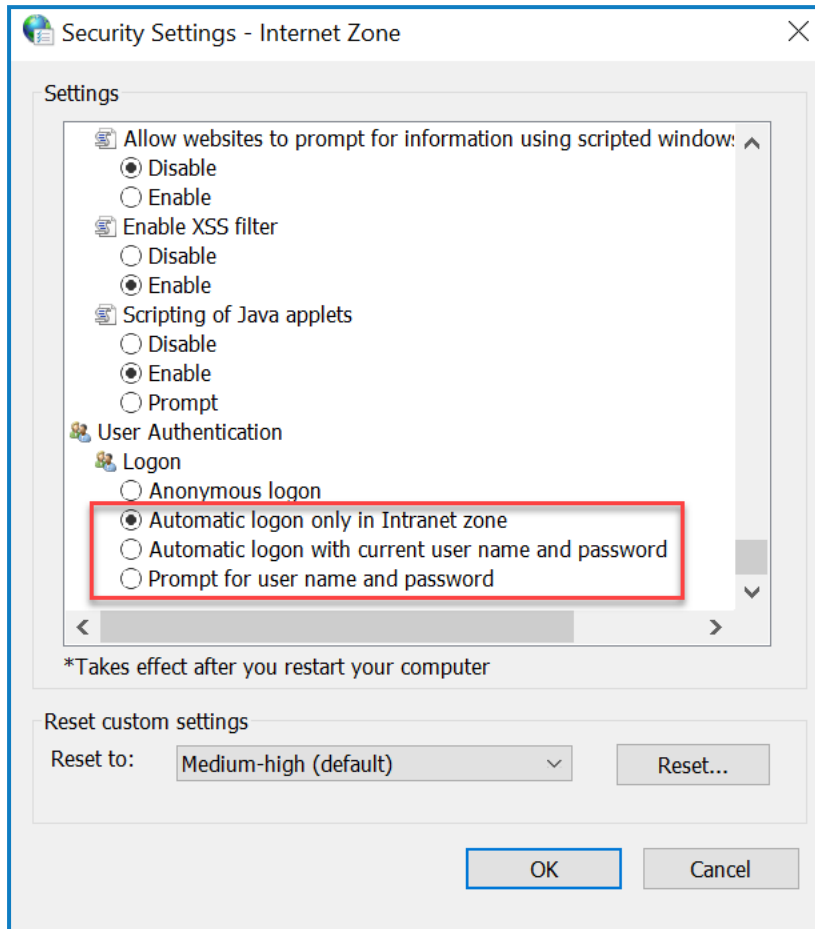 Security Settings - Internet Zone
Settings
Allow websites to prompt for information using scripted window
Disable
Enable
Enable XSS filter
Disable
Enable
Scripting of Java applets
Disable
Enable
Prompt
User Authentication
Logon
Anonymous logon
Automatic logon only in Intranet zone
Automatic logon with current user name and password
Prompt for user name and password
*Takes effect after you restart your computer
Reset custom settings
Reset to: Medium-high (default) Reset...
OK Cancel